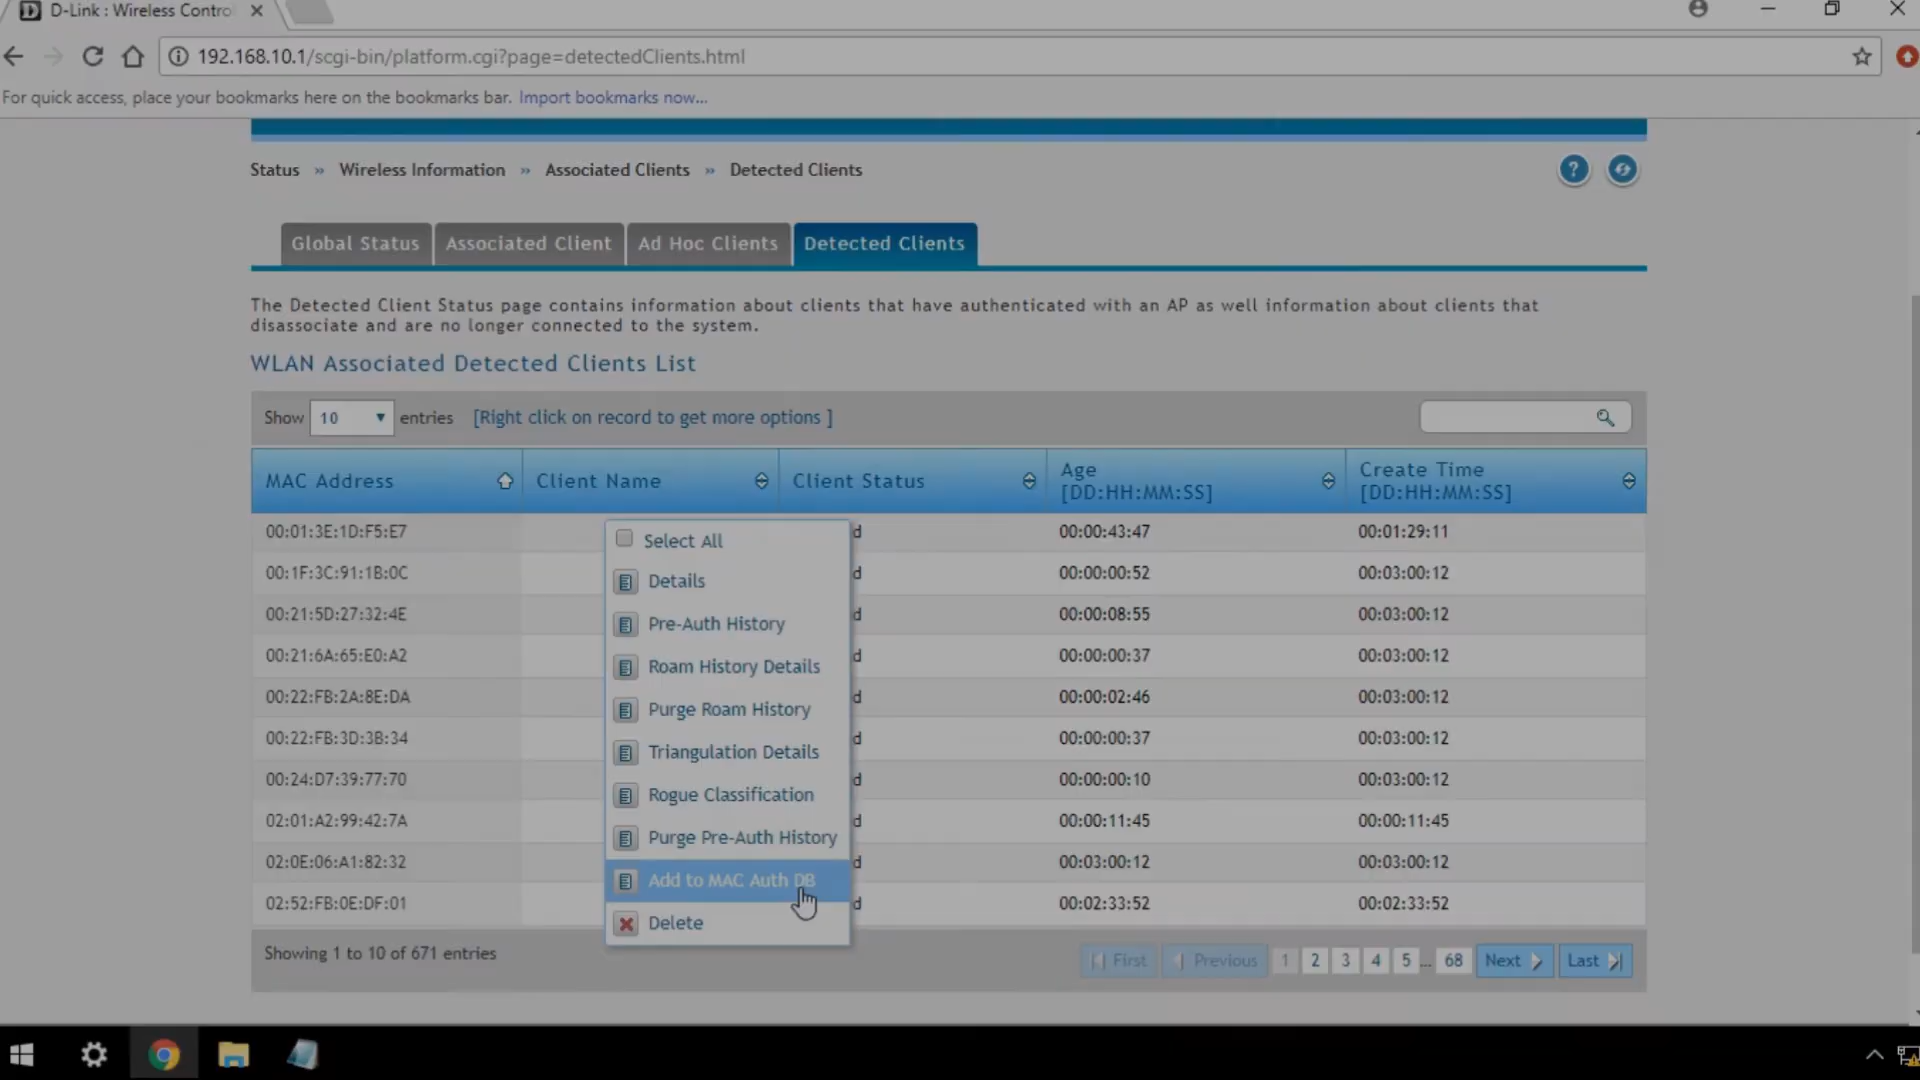 D-Link : Wireless Contro
192.168.10.1/scgi-bin/platform.cgi?page=detectedClients.html
For quick access, place your bookmarks here on the bookmarks bar. Import bookmarks now...
Status » Wireless Information » Associated Clients » Detected Clients
Global Status Associated Client Ad Hoc Clients Detected Clients
The Detected Client Status page contains information about clients that have authenticated with an AP as well information about clients that
disassociate and are no longer connected to the system.
WLAN Associated Detected Clients List
Show 10 entries [Right click on record to get more options ]
MAC Address Client Name Client Status Age [DD:HH:MM:SS] Create Time [DD:HH:MM:SS]
00:01:3E:1D:F5:E7 d 00:00:43:47 00:01:29:11
00:1F:3C:91:1B:0C d 00:00:00:52 00:03:00:12
00:21:5D:27:32:4E d 00:00:08:55 00:03:00:12
00:21:6A:65:E0:A2 d 00:00:00:37 00:03:00:12
00:22:FB:2A:8E:DA d 00:00:02:46 00:03:00:12
00:22:FB:3D:3B:34 d 00:00:00:37 00:03:00:12
00:24:D7:39:77:70 d 00:00:00:10 00:03:00:12
02:01:A2:99:42:7A d 00:00:11:45 00:00:11:45
02:0E:06:A1:82:32 d 00:03:00:12 00:03:00:12
02:52:FB:0E:DF:01 d 00:02:33:52 00:02:33:52
Select All
Details
Pre-Auth History
Roam History Details
Purge Roam History
Triangulation Details
Rogue Classification
Purge Pre-Auth History
Add to MAC Auth DB
Delete
Showing 1 to 10 of 671 entries
First Previous 1 2 3 4 5 ... 68 Next Last